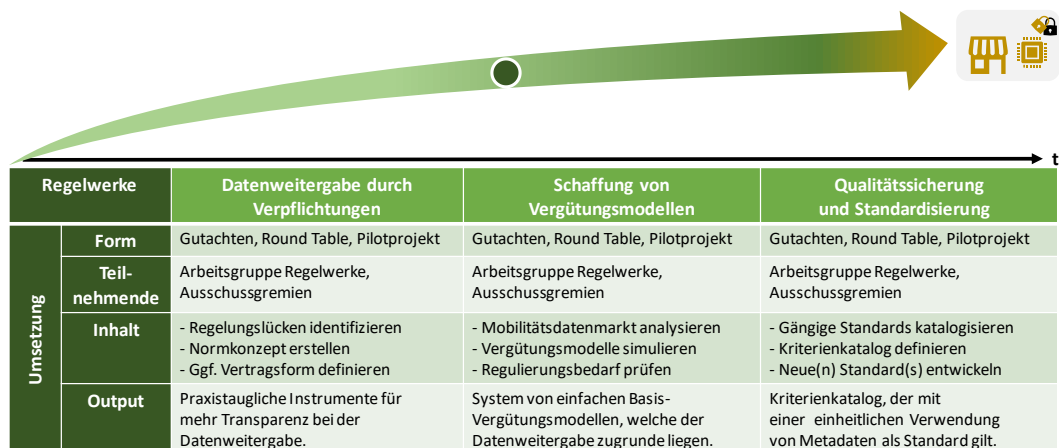 t
Regelwerke
Datenweitergabe durch
Verpflichtungen
Schaffung von
Vergütungsmodellen
Qualitätssicherung
und Standardisierung
Umsetzung
Form
Gutachten, Round Table, Pilotprojekt
Gutachten, Round Table, Pilotprojekt
Gutachten, Round Table, Pilotprojekt
Teil-
nehmende
Arbeitsgruppe Regelwerke,
Ausschussgremien
Arbeitsgruppe Regelwerke,
Ausschussgremien
Arbeitsgruppe Regelwerke,
Ausschussgremien
Inhalt
- Regelungslücken identifizieren
- Normkonzept erstellen
- Ggf. Vertragsform definieren
- Mobilitätsdatenmarkt analysieren
- Vergütungsmodelle simulieren
- Regulierungsbedarf prüfen
- Gängige Standards katalogisieren
- Kriterienkatalog definieren
- Neue(n) Standard(s) entwickeln
Output
Praxistaugliche Instrumente für
mehr Transparenz bei der
Datenweitergabe.
System von einfachen Basis-
Vergütungsmodellen, welche der
Datenweitergabe zugrunde liegen.
Kriterienkatalog, der mit
einer einheitlichen Verwendung
von Metadaten als Standard gilt.